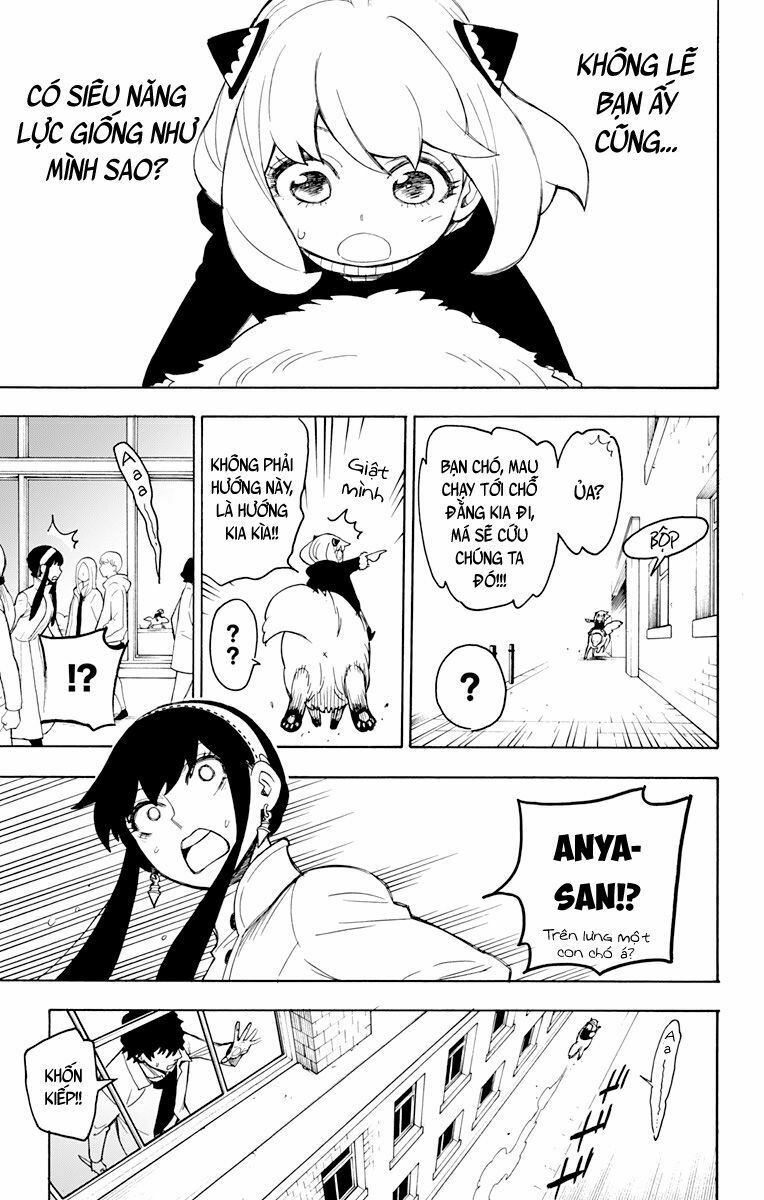 KHÔNG LẼ
BẠN ẤY
CŨNG...
CÓ SIÊU NĂNG
LỰC GIỐNG NHƯ
MÌNH SAO?
BỘP
ỦA?
BẠN CHÓ, MAU
CHẠY TỚI CHỖ
ĐẰNG KIA ĐI,
MÁ SẼ CỨU
CHÚNG TA
ĐÓ!!!
?
Giật
mình
KHÔNG PHẢI
HƯỚNG NÀY,
LÀ HƯỚNG
KIA KÌA!!
?
?
Aaa
!?
ANYA-
SAN!?
Trên lưng một
con chó á?
Aa
KHỐN
KIẾP!!